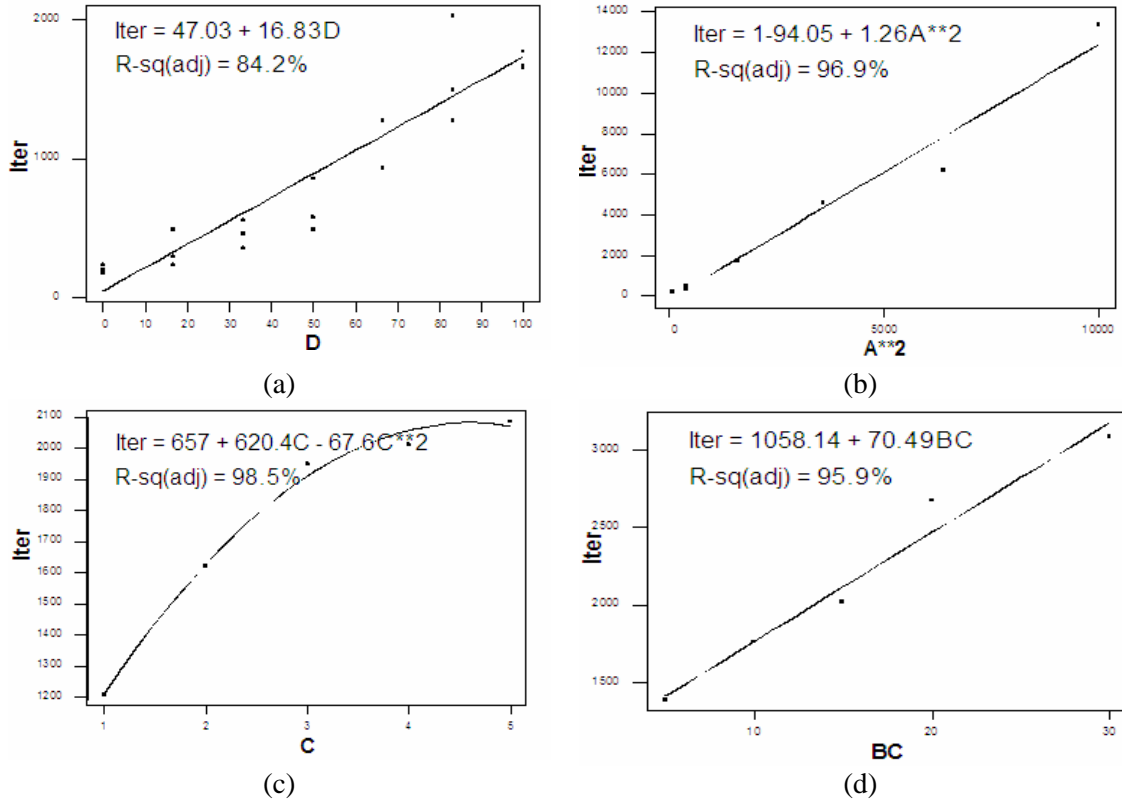 Iter = 47.03 + 16.83D
R-sq(adj) = 84.2%
2000
1000
0
Iter
0 10 20 30 40 50 60 70 80 90 100
D
(a)
Iter = 1-94.05 + 1.26A**2
R-sq(adj) = 96.9%
14000
12000
10000
8000
6000
4000
2000
0
Iter
0 5000 10000
A**2
(b)
Iter = 657 + 620.4C - 67.6C**2
R-sq(adj) = 98.5%
2100
2000
1900
1800
1700
1600
1500
1400
1300
1200
Iter
1 2 3 4 5
C
(c)
Iter = 1058.14 + 70.49BC
R-sq(adj) = 95.9%
3000
2500
2000
1500
Iter
10 20 30
BC
(d)